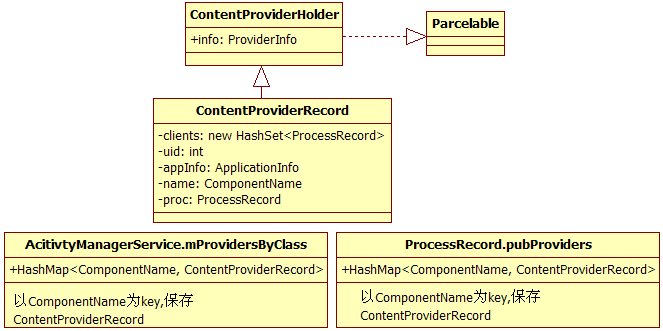 ContentProviderHolder
+info: ProviderInfo
Parcelable
ContentProviderRecord
-clients: new HashSet<ProcessRecord>
-uid: int
-appInfo: ApplicationInfo
-name: ComponentName
-proc: ProcessRecord
AcitivtyManagerService.mProvidersByClass
+HashMap<ComponentName, ContentProviderRecord>
以ComponentName为key,保存
ContentProviderRecord
ProcessRecord.pubProviders
+HashMap<ComponentName, ContentProviderRecord>
以ComponentName为key,保存
ContentProviderRecord